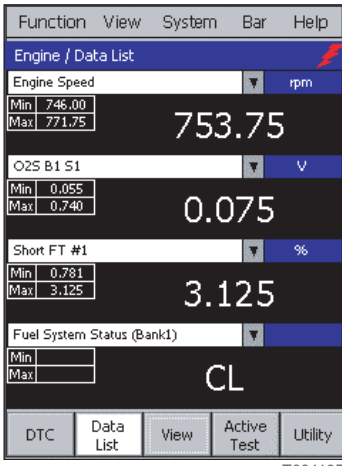 Function View System Bar Help
Engine / Data List
Engine Speed rpm
Min 746.00
Max 771.75
753.75
O2S B1 S1 V
Min 0.055
Max 0.740
0.075
Short FT #1 %
Min 0.781
Max 3.125
3.125
Fuel System Status (Bank1)
Min
Max
CL
DTC Data List View Active Test Utility